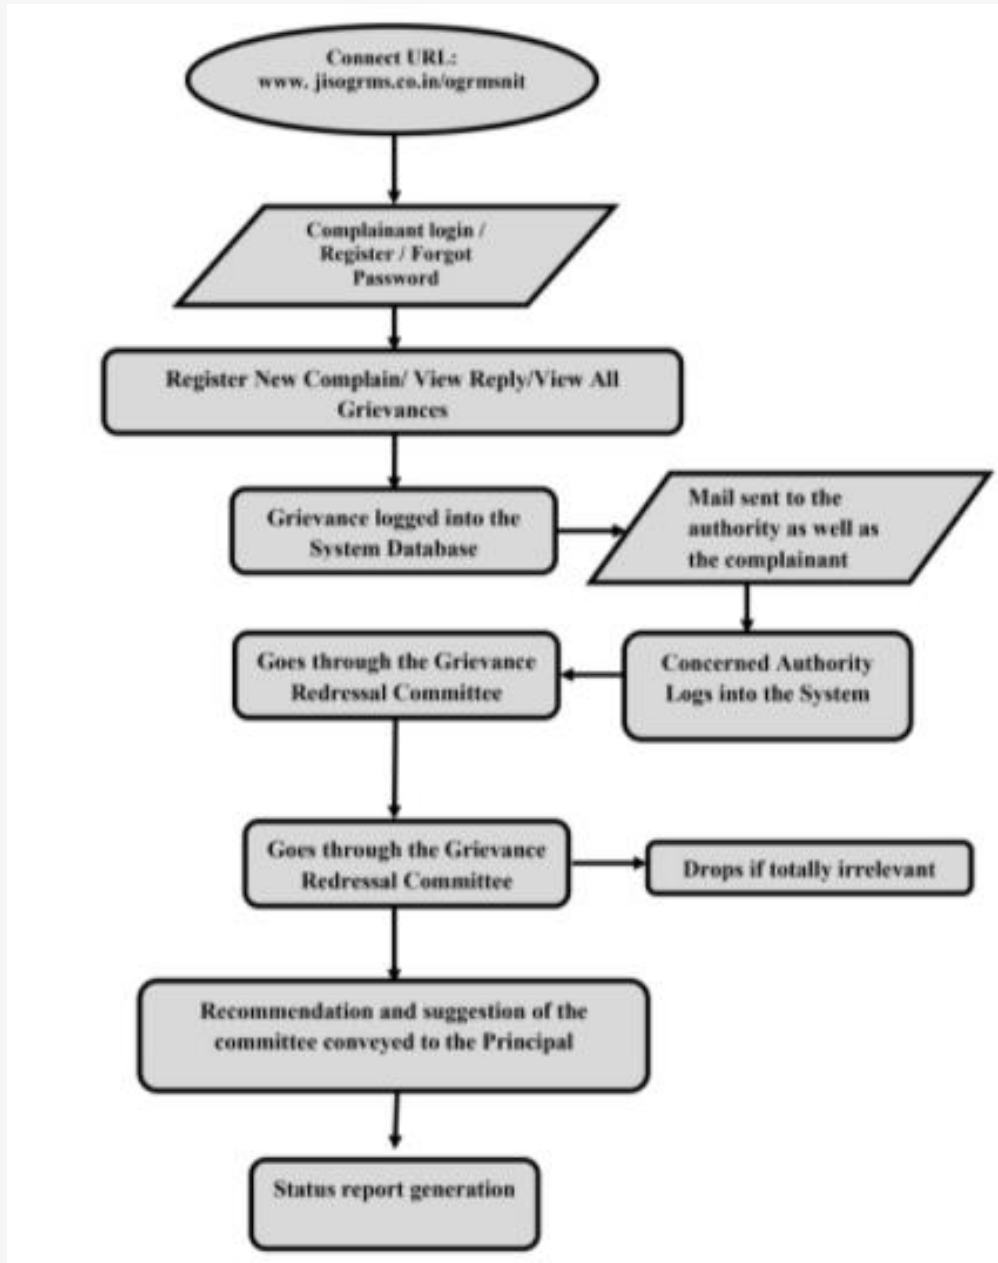 Connect URL:
www. jisogrms.co.in/ogrmsnit
Complainant login /
Register / Forgot
Password
Register New Complain/ View Reply/View All
Grievances
Grievance logged into the
System Database
Mail sent to the
authority as well as
the complainant
Concerned Authority
Logs into the System
Goes through the Grievance
Redressal Committee
Goes through the Grievance
Redressal Committee
Drops if totally irrelevant
Recommendation and suggestion of the
committee conveyed to the Principal
Status report generation